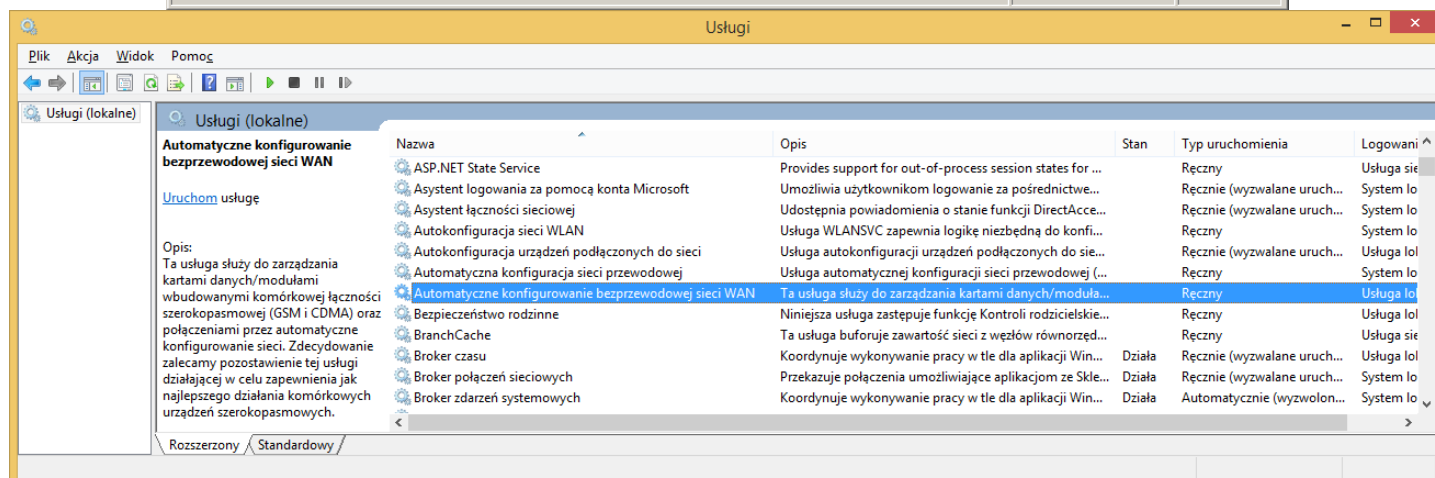 Usługi
Plik Akcja Widok Pomoc
Usługi (lokalne)
Usługi (lokalne)
Automatyczne konfigurowanie
bezprzewodowej sieci WAN
Uruchom usługę
Opis:
Ta usługa służy do zarządzania
kartami danych/modułami
wbudowanymi komórkowej łączności
szerokopasmowej (GSM i CDMA) oraz
połączeniami przez automatyczne
konfigurowanie sieci. Zdecydowanie
zalecamy pozostawienie tej usługi
działającej w celu zapewnienia jak
najlepszego działania komórkowych
urządzeń szerokopasmowych.
Nazwa Opis Stan Typ uruchomienia Logowani
ASP.NET State Service Provides support for out-of-process session states for ... Ręczny Usługa sie
Asystent logowania za pomocą konta Microsoft Umożliwia użytkownikom logowanie za pośrednictwe... Ręcznie (wyzwalane uruch... System lo
Asystent łączności sieciowej Udostępnia powiadomienia o stanie funkcji DirectAcce... Ręcznie (wyzwalane uruch... System lo
Autokonfiguracja sieci WLAN Usługa WLANSVC zapewnia logikę niezbędną do konfi... Ręczny System lo
Autokonfiguracja urządzeń podłączonych do sieci Usługa autokonfiguracji urządzeń podłączonych do sie... Ręcznie (wyzwalane uruch... Usługa lol
Automatyczna konfiguracja sieci przewodowej Usługa automatycznej konfiguracji sieci przewodowej (... Ręczny System lo
Automatyczne konfigurowanie bezprzewodowej sieci WAN Ta usługa służy do zarządzania kartami danych/moduła... Ręczny Usługa lol
Bezpieczeństwo rodzinne Niniejsza usługa zastępuje funkcję Kontroli rodzicielskie... Ręczny Usługa lol
BranchCache Ta usługa buforuje zawartość sieci z węzłów równorzęd... Ręczny Usługa sie
Broker czasu Koordynuje wykonywanie pracy w tle dla aplikacji Win... Działa Ręcznie (wyzwalane uruch... Usługa lol
Broker połączeń sieciowych Przekazuje połączenia umożliwiające aplikacjom ze Skle... Działa Ręcznie (wyzwalane uruch... System lo
Broker zdarzeń systemowych Koordynuje wykonywanie pracy w tle dla aplikacji Win... Działa Automatycznie (wyzwolon... System lo
Rozszerzony Standardowy